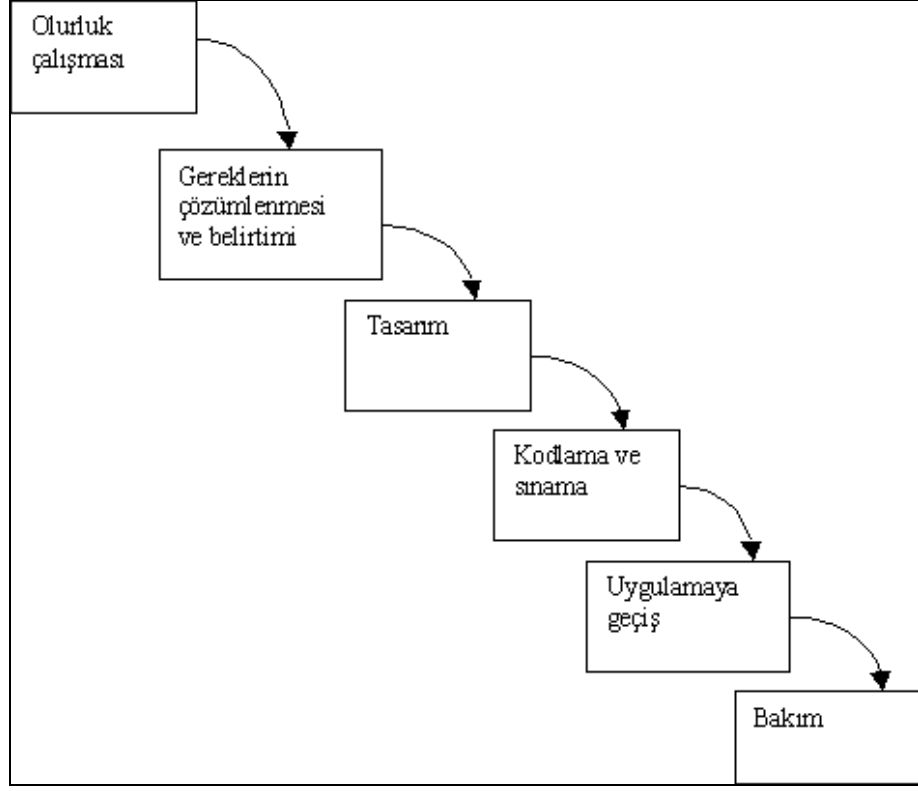 Olurluk
çalışması
Gereklerin
çözümlenmesi
ve belirtimi
Tasarım
Kodlama ve
sınama
Uygulamaya
geçiş
Bakım